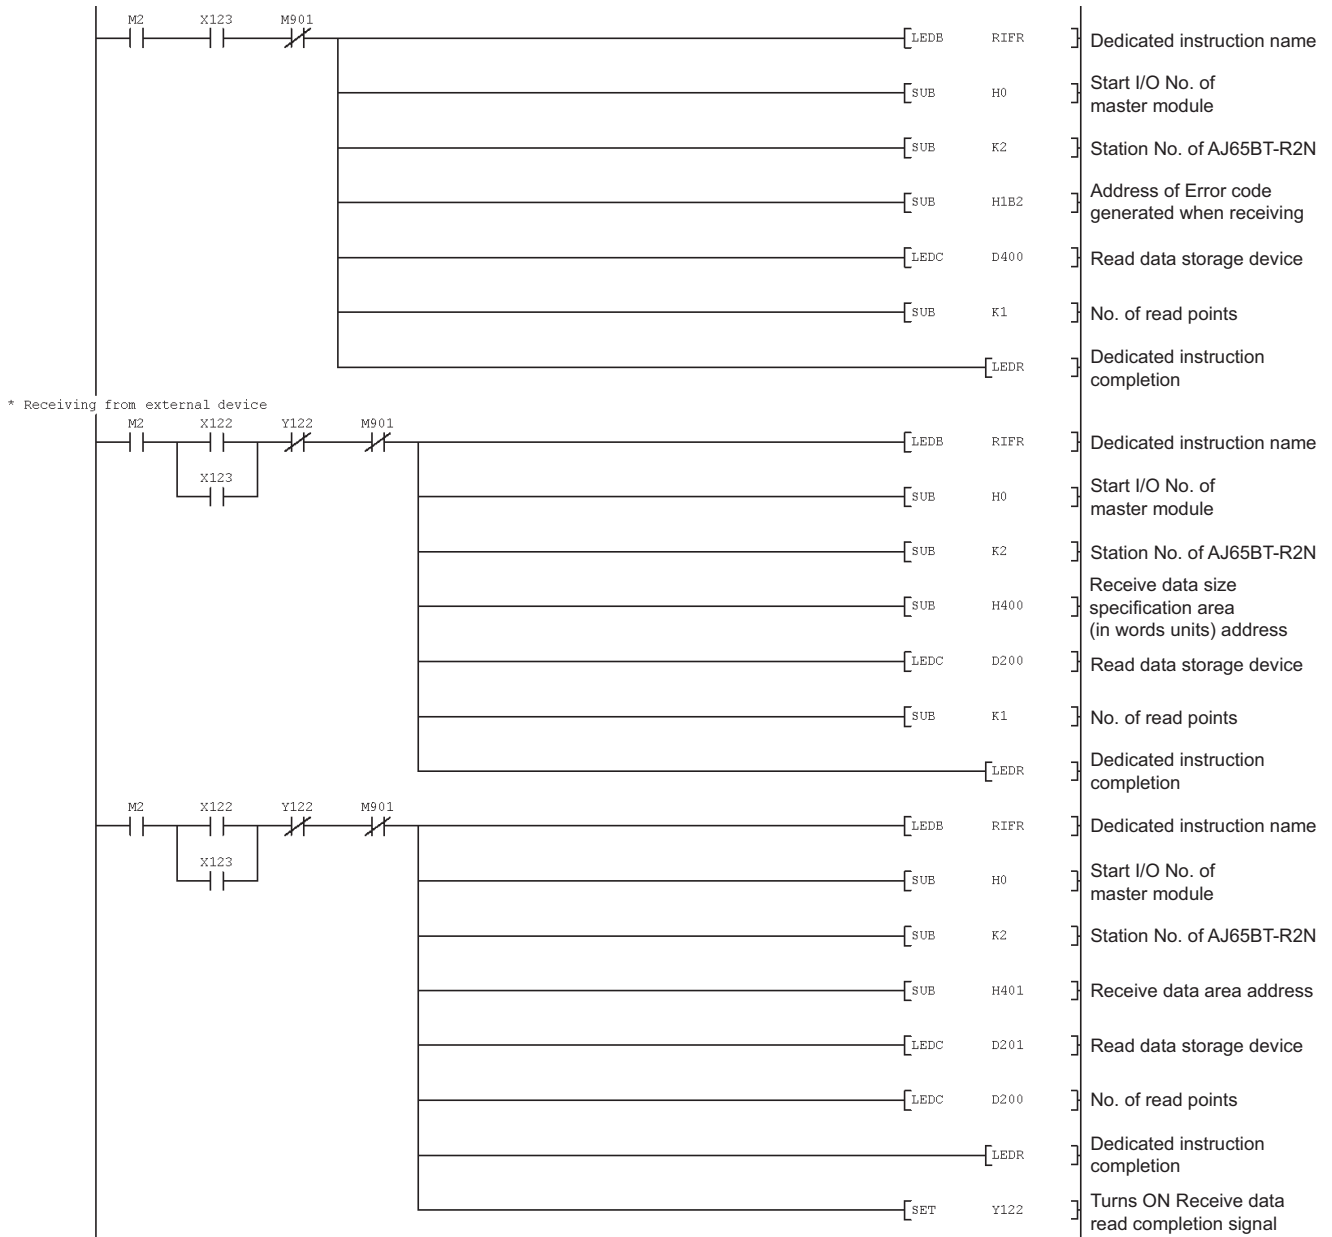 M2 X123 M901
LEDB RIFR Dedicated instruction name
SUB H0 Start I/O No. of
master module
SUB K2 Station No. of AJ65BT-R2N
SUB H1B2 Address of Error code
generated when receiving
LEDC D400 Read data storage device
SUB K1 No. of read points
LEDR Dedicated instruction
completion
* Receiving from external device
M2 X122 Y122 M901
LEDB RIFR Dedicated instruction name
X123
SUB H0 Start I/O No. of
master module
SUB K2 Station No. of AJ65BT-R2N
SUB H400 Receive data size
specification area
(in words units) address
LEDC D200 Read data storage device
SUB K1 No. of read points
LEDR Dedicated instruction
completion
M2 X122 Y122 M901
LEDB RIFR Dedicated instruction name
X123
SUB H0 Start I/O No. of
master module
SUB K2 Station No. of AJ65BT-R2N
SUB H401 Receive data area address
LEDC D201 Read data storage device
LEDC D200 No. of read points
LEDR Dedicated instruction
completion
SET Y122 Turns ON Receive data
read completion signal